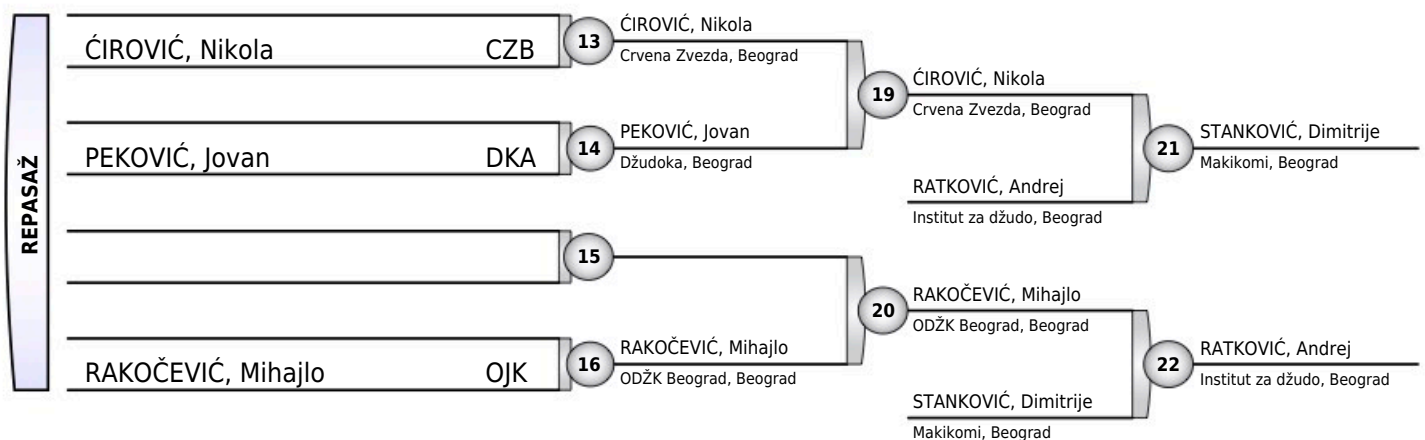 REPASAŽ
ĆIROVIĆ, Nikola CZB
13
ĆIROVIĆ, Nikola
Crvena Zvezda, Beograd
PEKOVIĆ, Jovan DKA
14
PEKOVIĆ, Jovan
Džudoka, Beograd
15
RAKOČEVIĆ, Mihajlo OJK
16
RAKOČEVIĆ, Mihajlo
ODŽK Beograd, Beograd
19
ĆIROVIĆ, Nikola
Crvena Zvezda, Beograd
RATKOVIĆ, Andrej
Institut za džudo, Beograd
20
RAKOČEVIĆ, Mihajlo
ODŽK Beograd, Beograd
STANKOVIĆ, Dimitrije
Makikomi, Beograd
21
STANKOVIĆ, Dimitrije
Makikomi, Beograd
22
RATKOVIĆ, Andrej
Institut za džudo, Beograd